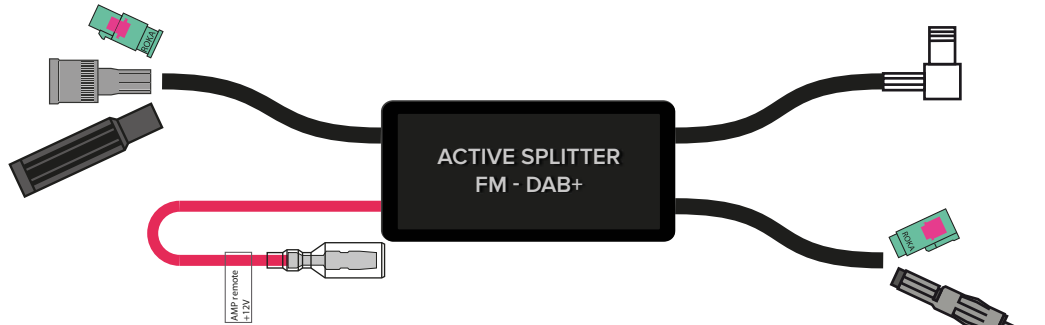 ROKA
ACTIVE SPLITTER
FM - DAB+
AMP remote
+12V
ROKA